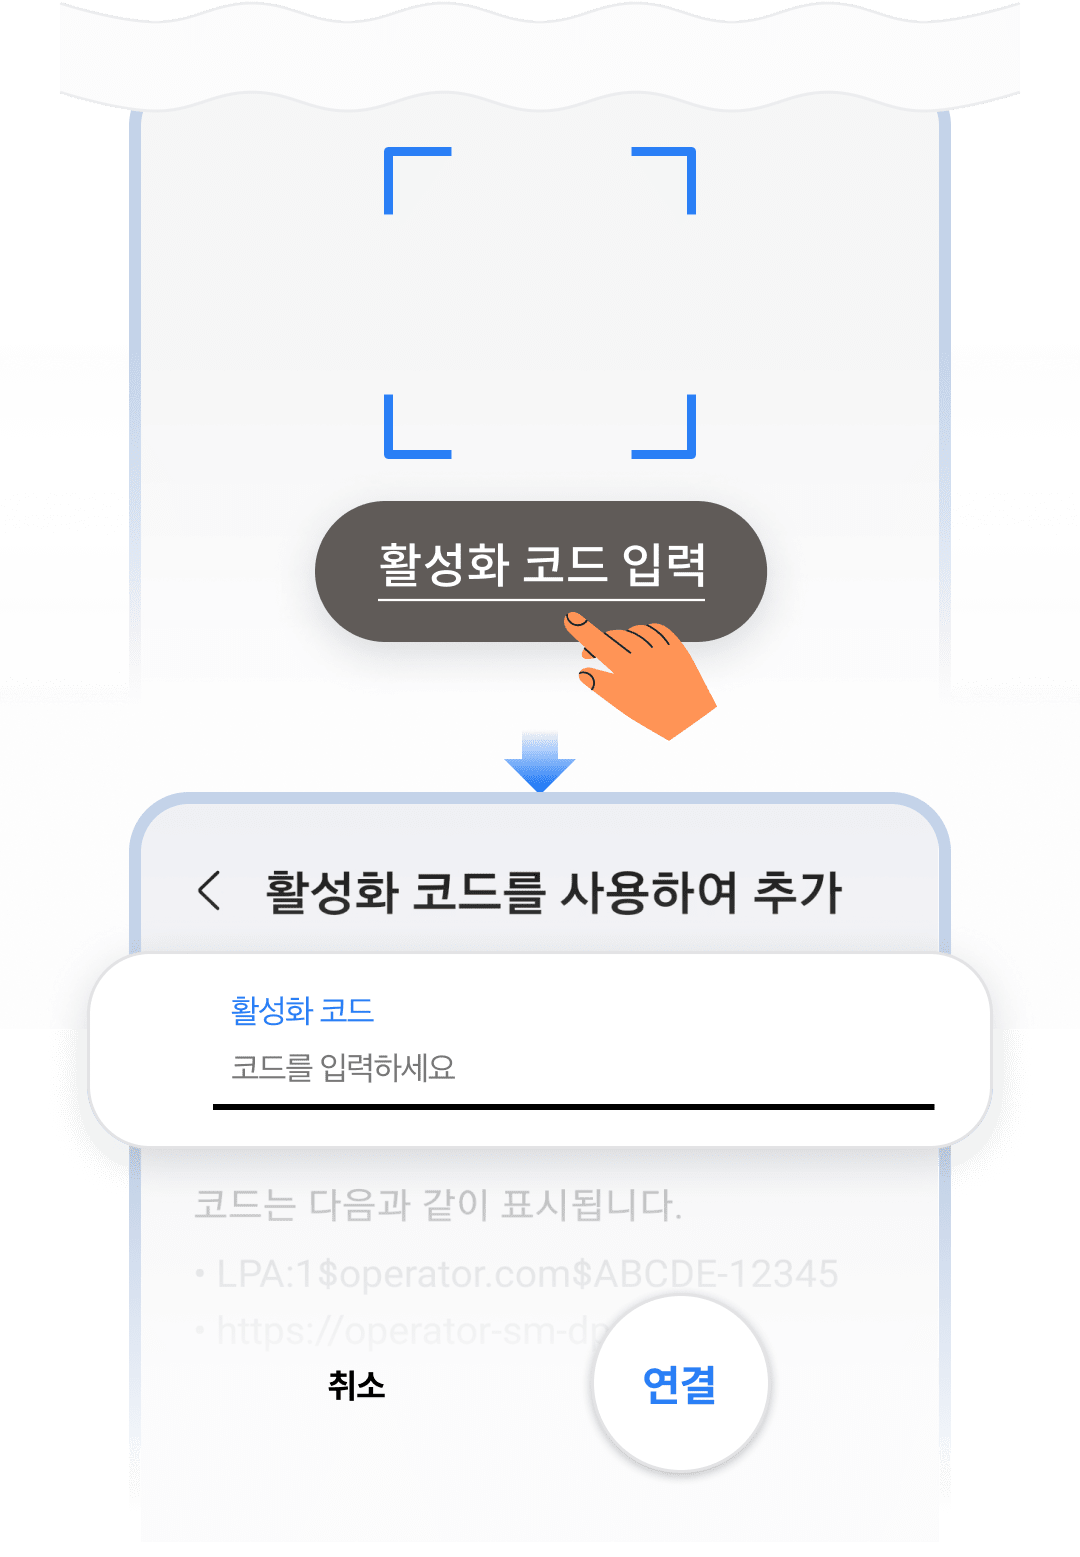 활성화 코드 입력
활성화 코드를 사용하여 추가
활성화 코드
코드를 입력하세요
코드는 다음과 같이 표시됩니다.
• LPA:1$operator.com$ABCDE-12345
• https://operator-sm-dp
취소
연결